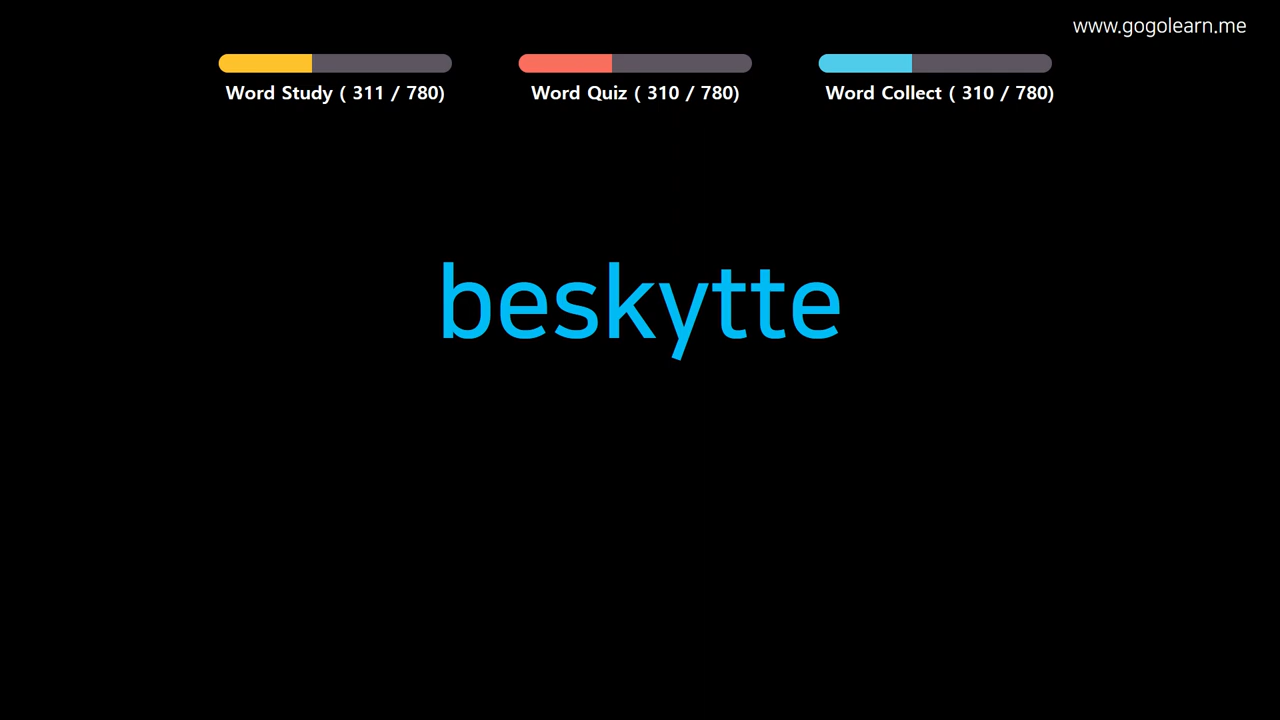 www.gogolearn.me
Word Study ( 311 / 780)
Word Quiz ( 310 / 780)
Word Collect ( 310 / 780)
beskytte